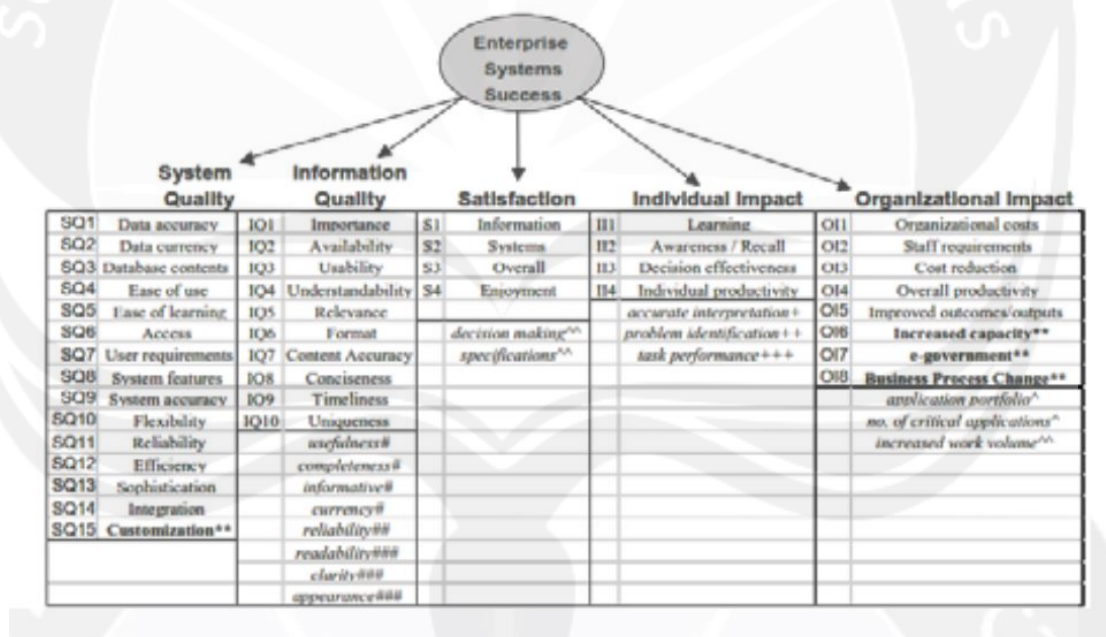 Enterprise
Systems
Success
System Quality
Information Quality
Satisfaction
Individual Impact
Organizational Impact
SQ1 Data accuracy IQ1 Importance S1 Information II1 Learning OI1 Organizational costs
SQ2 Data currency IQ2 Availability S2 Systems II2 Awareness / Recall OI2 Staff requirements
SQ3 Database contents IQ3 Usability S3 Overall II3 Decision effectiveness OI3 Cost reduction
SQ4 Ease of use IQ4 Understandability S4 Enjoyment II4 Individual productivity OI4 Overall productivity
SQ5 Ease of learning IQ5 Relevance accurate interpretation+ OI5 Improved outcomes/outputs
SQ6 Access IQ6 Format decision making^^ problem identification++ OI6 Increased capacity**
SQ7 User requirements IQ7 Content Accuracy specifications^^ task performance+++ OI7 e-government**
SQ8 System features IQ8 Conciseness OI8 Business Process Change**
SQ9 System accuracy IQ9 Timeliness application portfolio^
SQ10 Flexibility IQ10 Uniqueness no. of critical applications^
SQ11 Reliability usefulness# increased work volume^^
SQ12 Efficiency completeness#
SQ13 Sophistication informative#
SQ14 Integration currency#
SQ15 Customization** reliability##
readability###
clarity###
appearance###